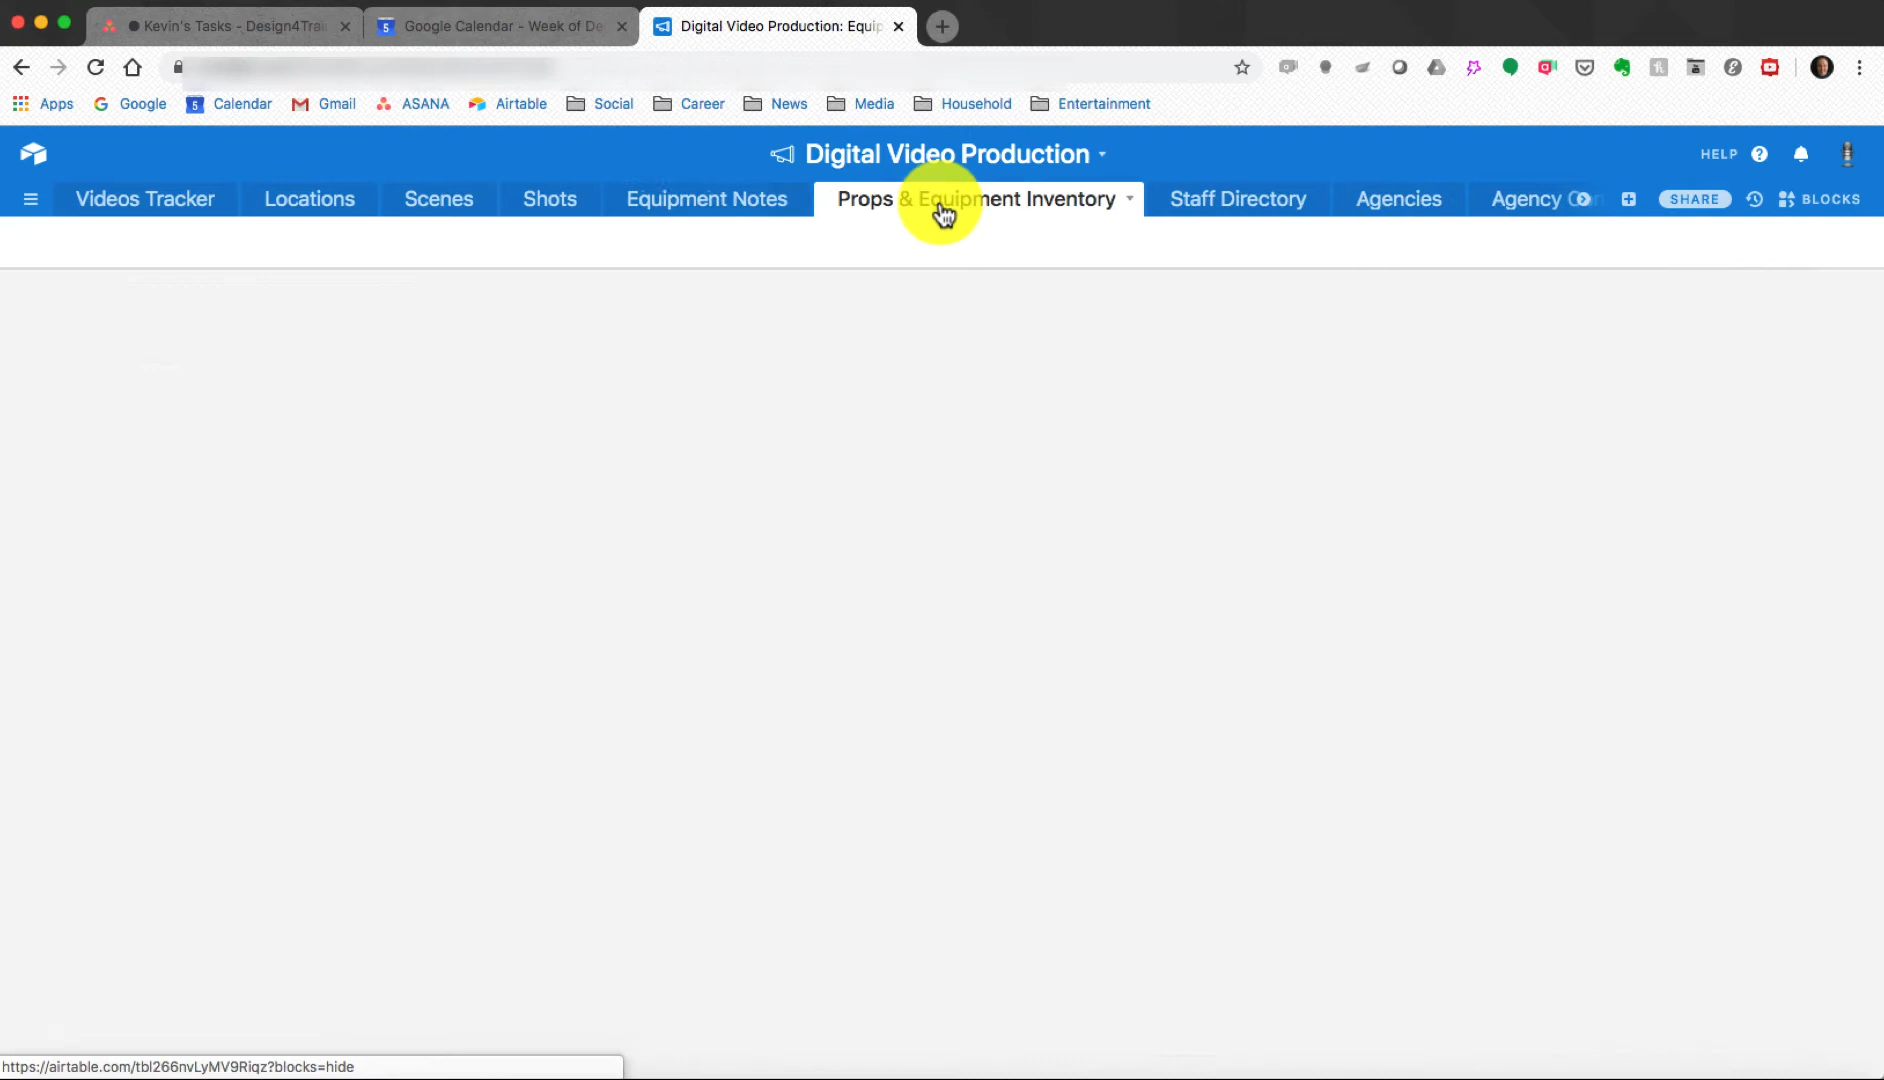 Kevin's Tasks - Design4Trai
Google Calendar - Week of De
Digital Video Production: Equip
Apps
Google
Calendar
Gmail
ASANA
Airtable
Social
Career
News
Media
Household
Entertainment
Digital Video Production
HELP
Videos Tracker
Locations
Scenes
Shots
Equipment Notes
Props & Equipment Inventory
Staff Directory
Agencies
Agency
SHARE
BLOCKS
https://airtable.com/tbl266nvLyMV9Riqz?blocks=hide